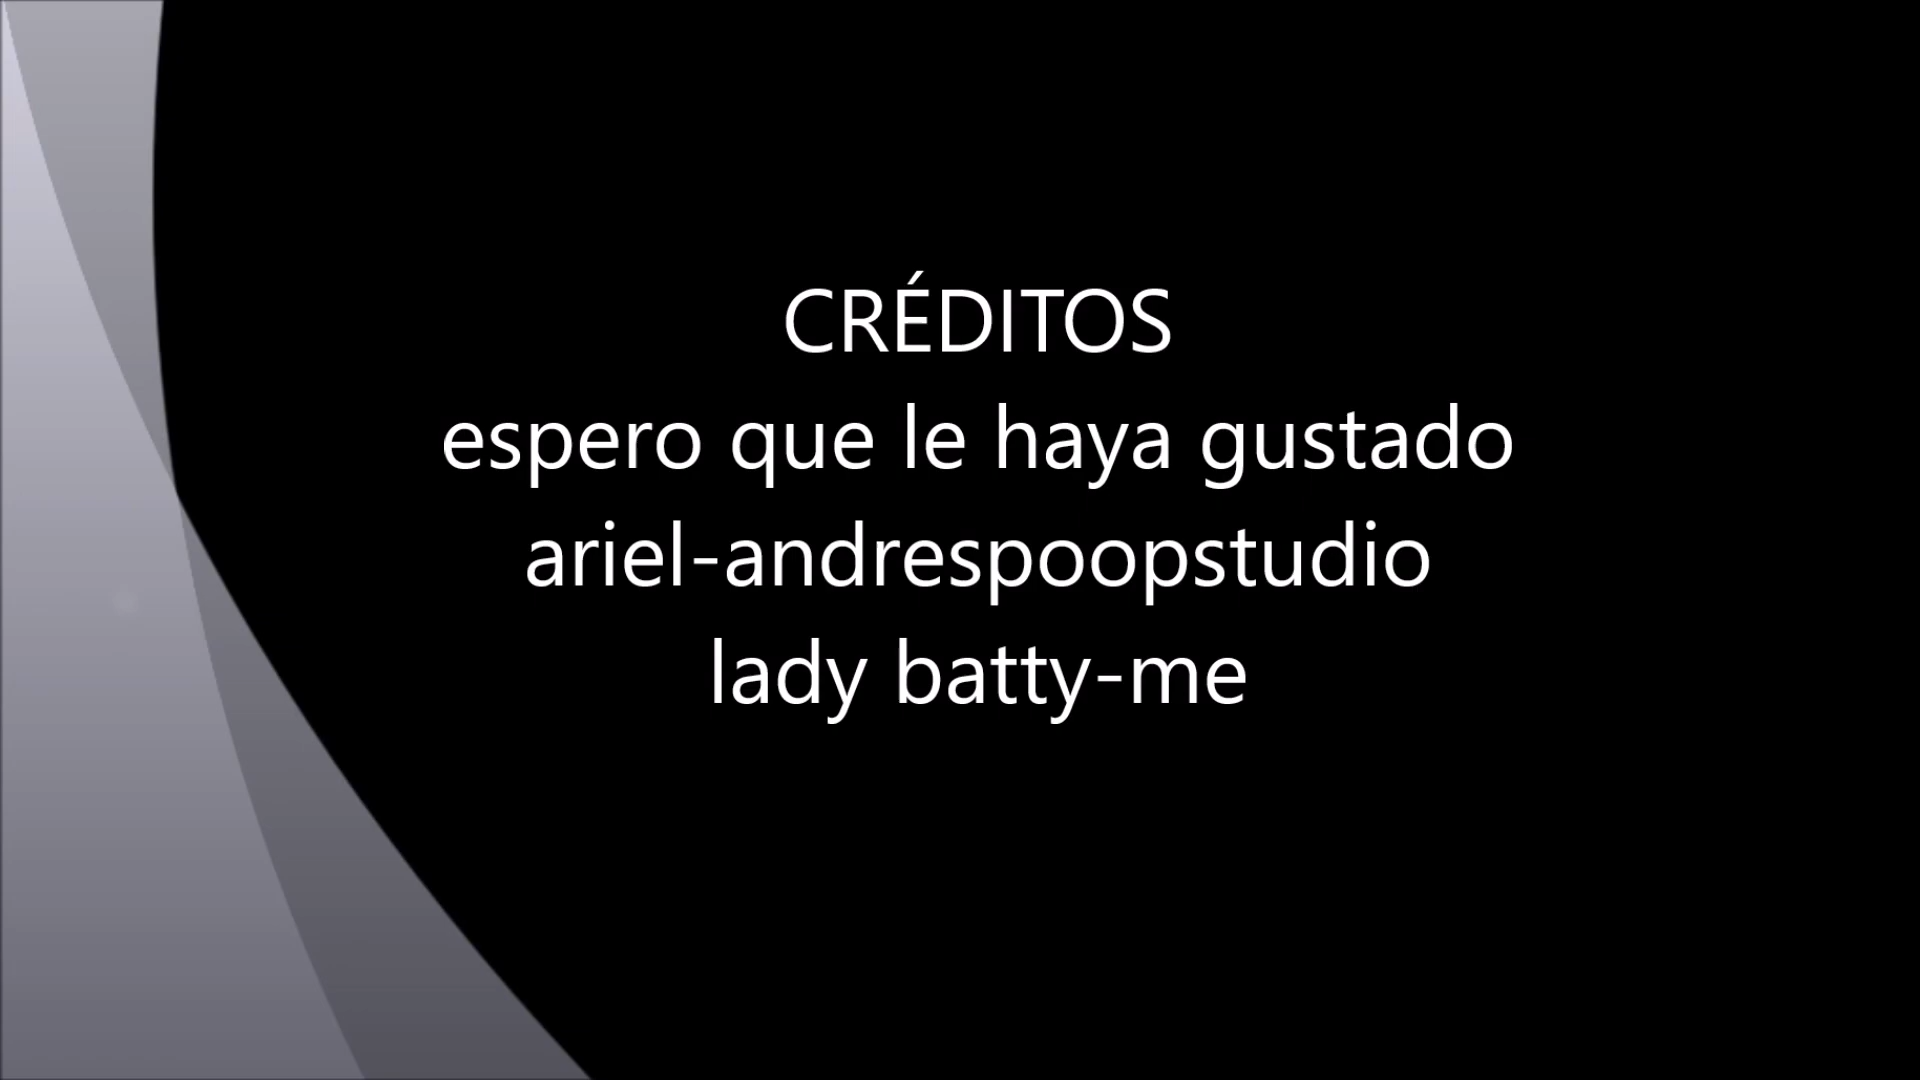 CRÉDITOS
espero que le haya gustado
ariel-andrespoopstudio
lady batty-me